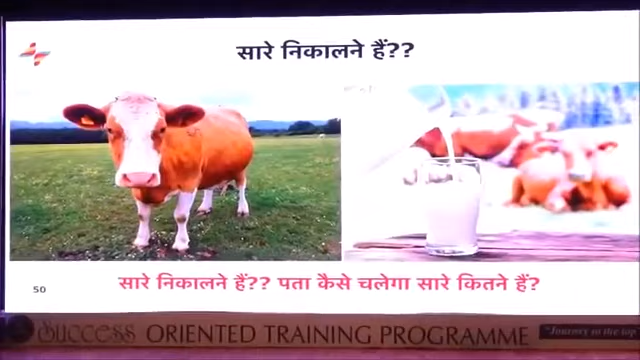 सारे निकालने हैं??
सारे निकालने हैं?? पता कैसे चलेगा सारे कितने हैं?
50
Success ORIENTED TRAINING PROGRAMME
"Journey to the top